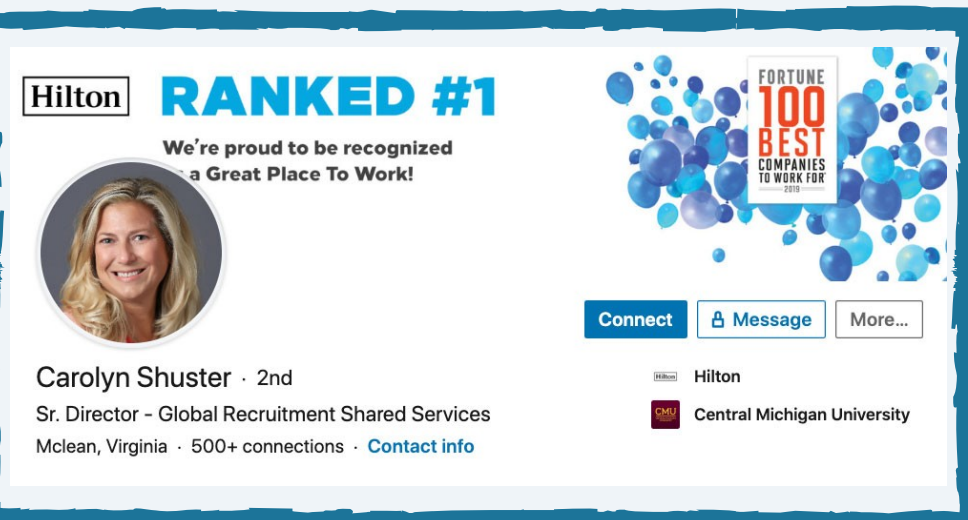 Hilton
RANKED #1
We're proud to be recognized
a Great Place To Work!
FORTUNE
100
BEST
COMPANIES
TO WORK FOR
2019
Connect
Message
More...
Carolyn Shuster · 2nd
Sr. Director - Global Recruitment Shared Services
Mclean, Virginia · 500+ connections · Contact info
Hilton
Hilton
CMU
Central Michigan University